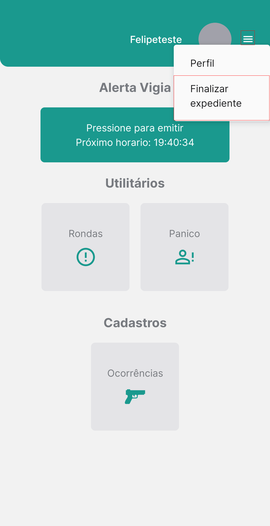 Felipeteste
Perfil
Finalizar
expediente
Alerta Vigia
Pressione para emitir
Próximo horario: 19:40:34
Utilitários
Rondas
Panico
Cadastros
Ocorrências